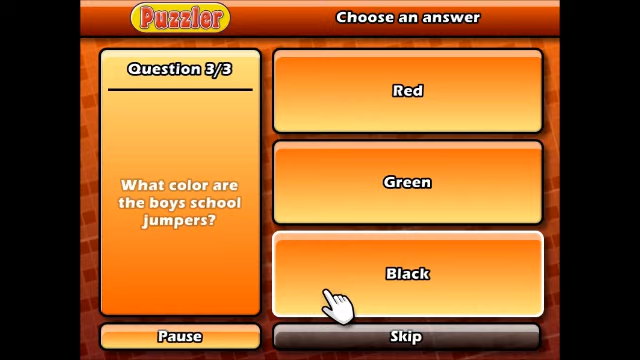 Puzzler
Choose an answer
Question 3/3
What color are
the boys school
jumpers?
Red
Green
Black
Pause
Skip